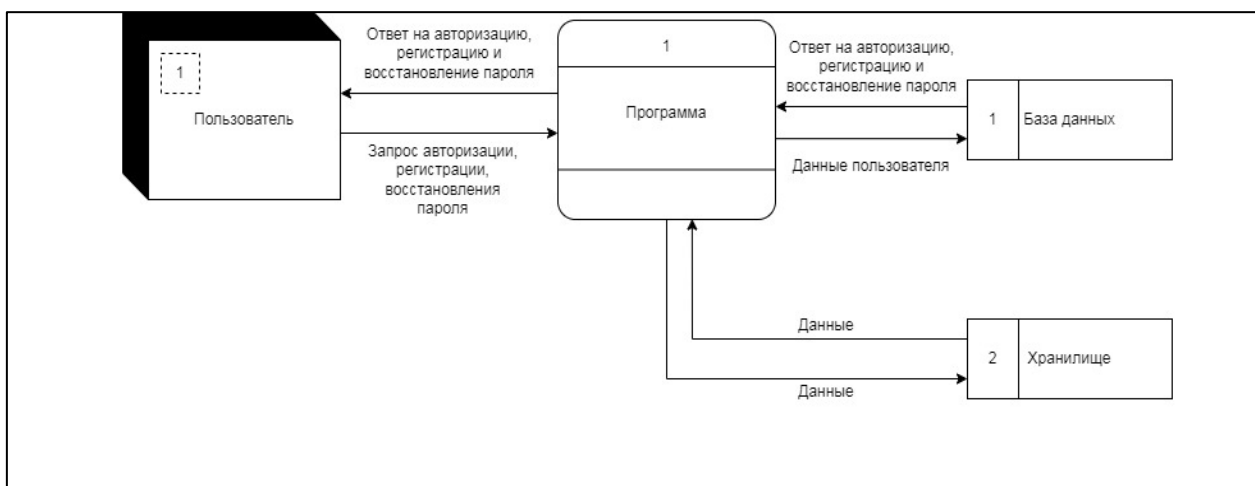 1
Пользователь
Ответ на авторизацию,
регистрацию и
восстановление пароля
Запрос авторизации,
регистрации,
восстановления
пароля
1
Программа
Ответ на авторизацию,
регистрацию и
восстановление пароля
Данные пользователя
1
База данных
Данные
Данные
2
Хранилище